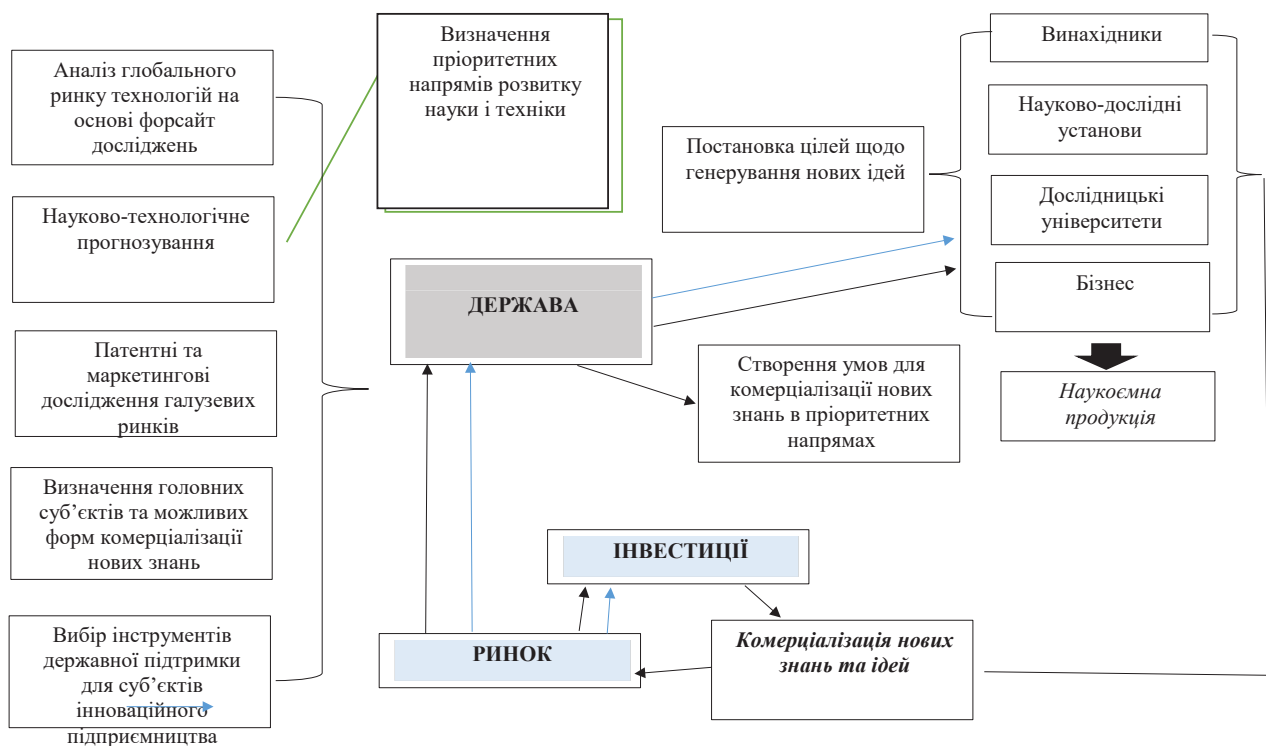 Аналіз глобального
ринку технологій на
основі форсайт
досліджень
Науково-технологічне
прогнозування
Патентні та
маркетингові
дослідження галузевих
ринків
Визначення головних
суб’єктів та можливих
форм комерціалізації
нових знань
Вибір інструментів
державної підтримки
для суб’єктів
інноваційного
підприємництва
Визначення
пріоритетних
напрямів розвитку
науки і техніки
ДЕРЖАВА
Постановка цілей щодо
генерування нових ідей
Винахідники
Науково-дослідні
установи
Дослідницькі
університети
Бізнес
Наукоємна
продукція
Створення умов для
комерціалізації нових
знань в пріоритетних
напрямах
ІНВЕСТИЦІЇ
РИНОК
Комерціалізація нових
знань та ідей